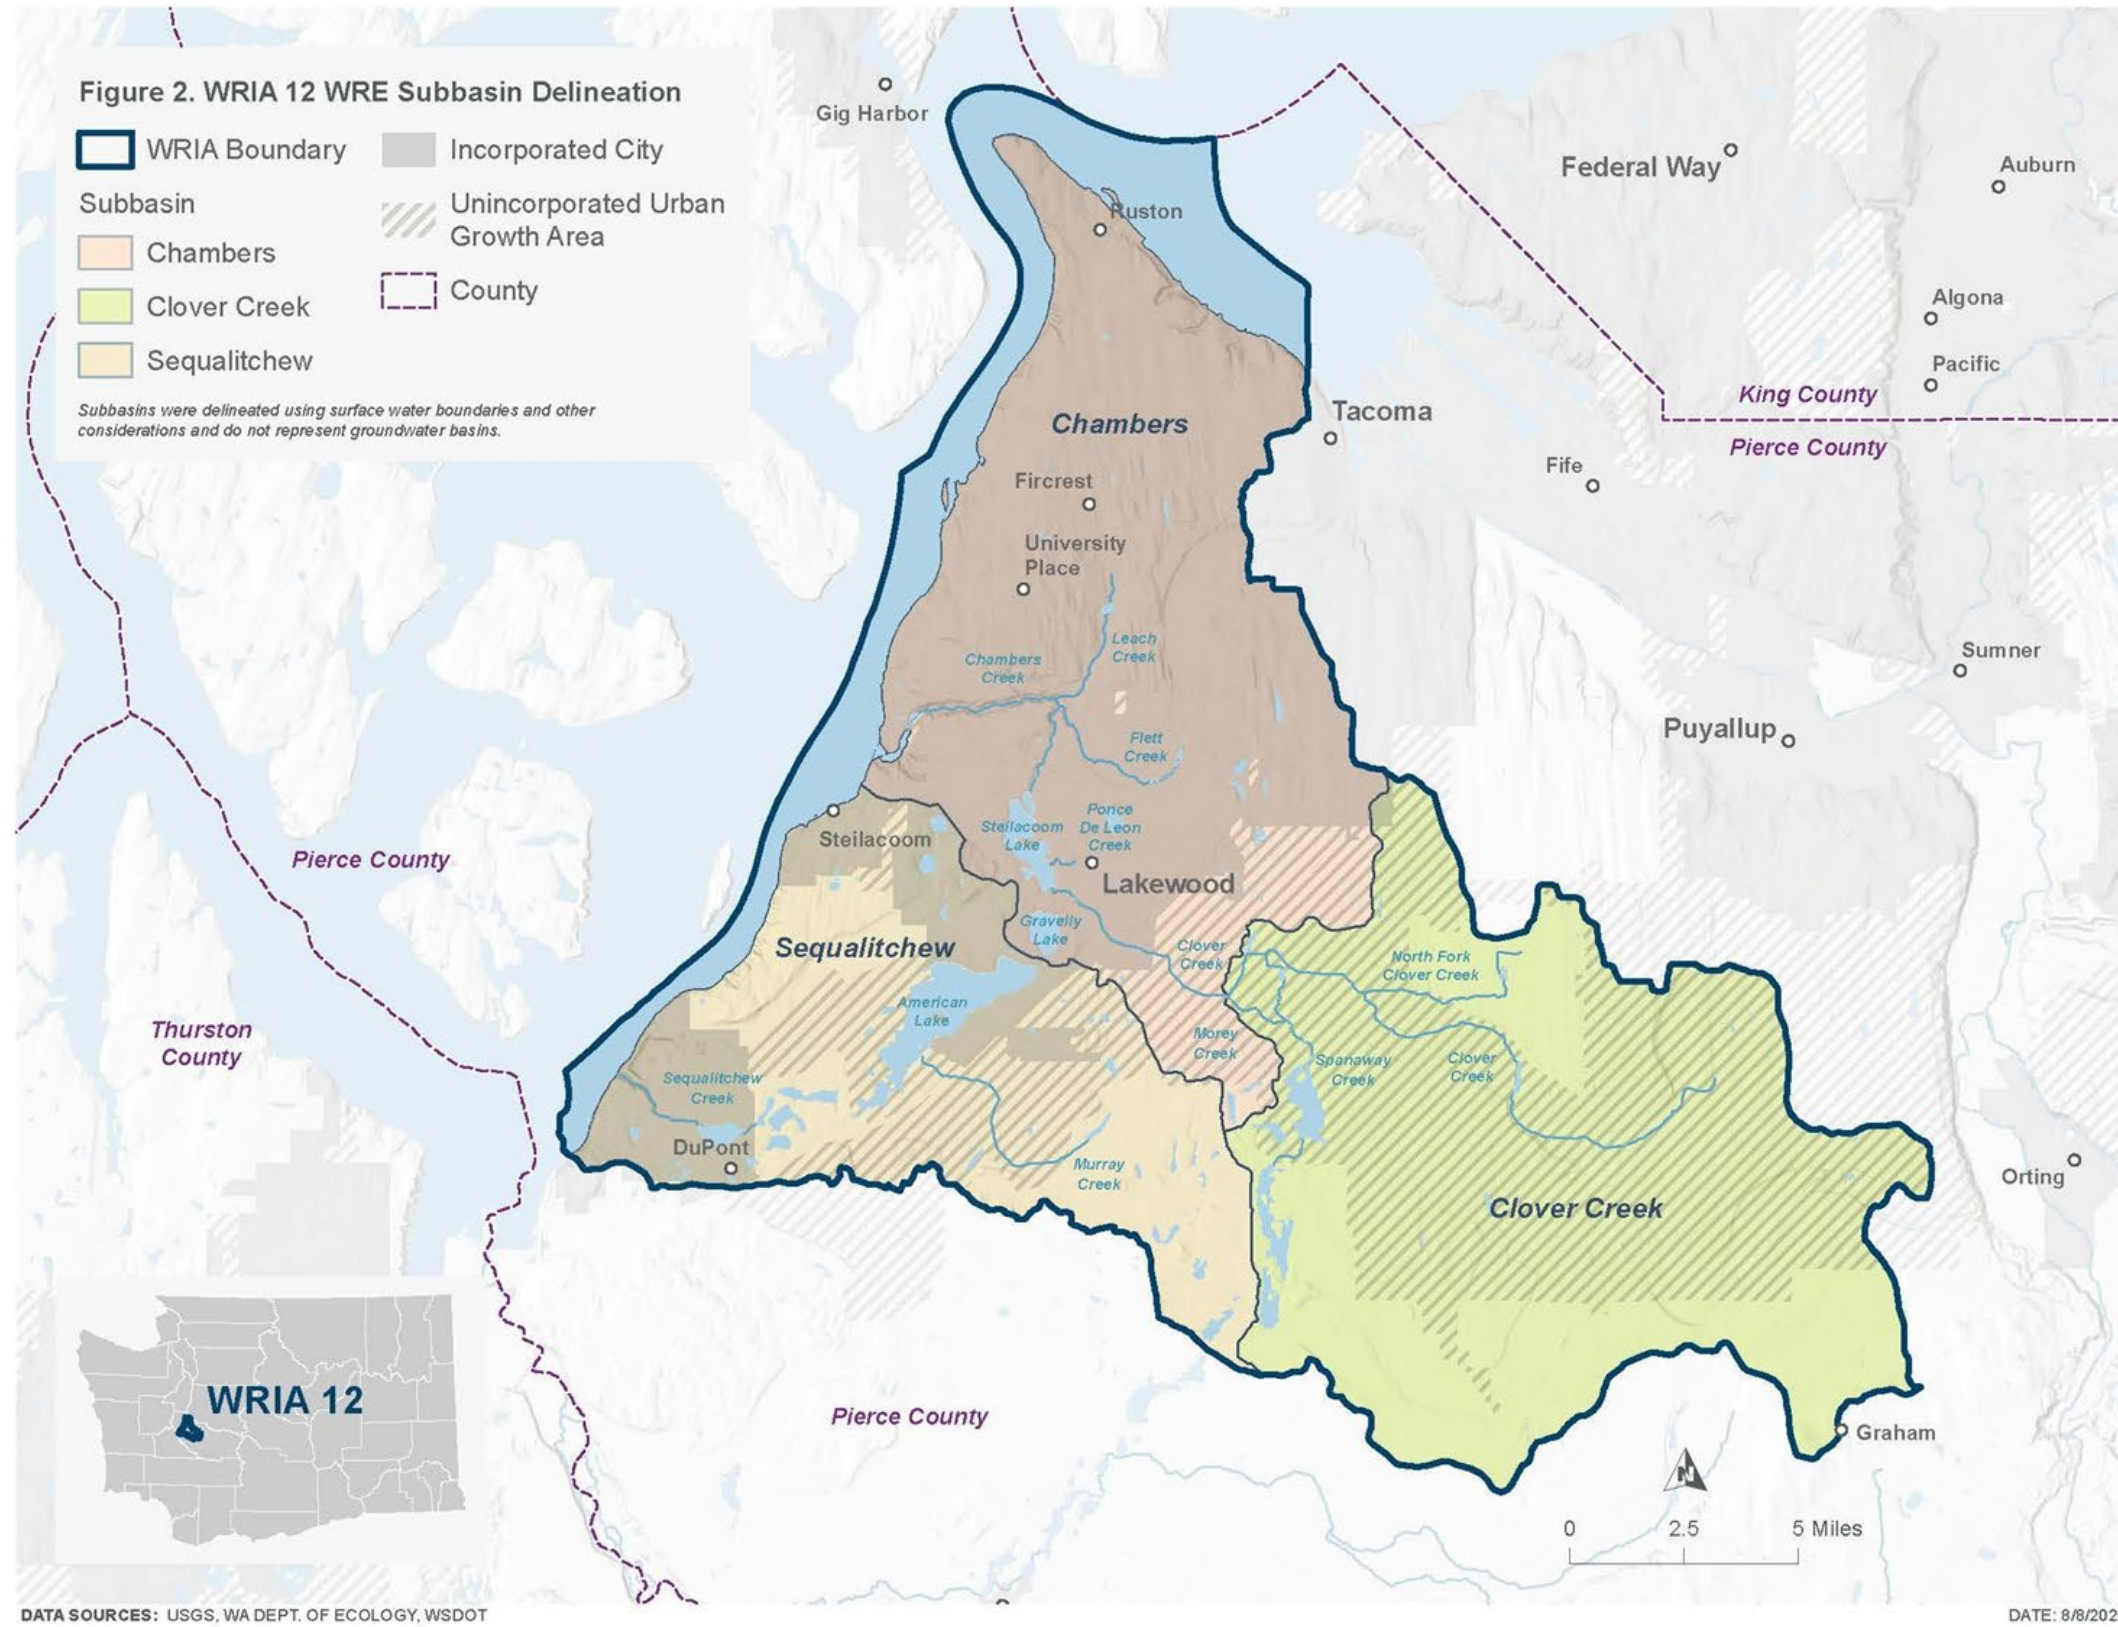 Figure 2. WRIA 12 WRE Subbasin Delineation
WRIA Boundary
Incorporated City
Subbasin
Unincorporated Urban
Growth Area
Chambers
County
Clover Creek
Sequalitchew
Subbasins were delineated using surface water boundaries and other
considerations and do not represent groundwater basins.
Gig Harbor
Federal Way
Auburn
Ruston
Algona
Pacific
King County
Pierce County
Chambers
Tacoma
Fife
Fircrest
University
Place
Leach
Creek
Chambers
Creek
Sumner
Puyallup
Flett
Creek
Ponce
De Leon
Creek
Steilacoom
Lake
Steilacoom
Lakewood
Pierce County
Gravelly
Lake
Sequalitchew
Clover
Creek
North Fork
Clover Creek
American
Lake
Thurston
County
Morey
Creek
Spanaway
Creek
Clover
Creek
Sequalitchew
Creek
DuPont
Murray
Creek
Orting
Clover Creek
WRIA 12
Pierce County
Graham
N
0 2.5 5 Miles
DATA SOURCES: USGS, WA DEPT. OF ECOLOGY, WSDOT
DATE: 8/8/202